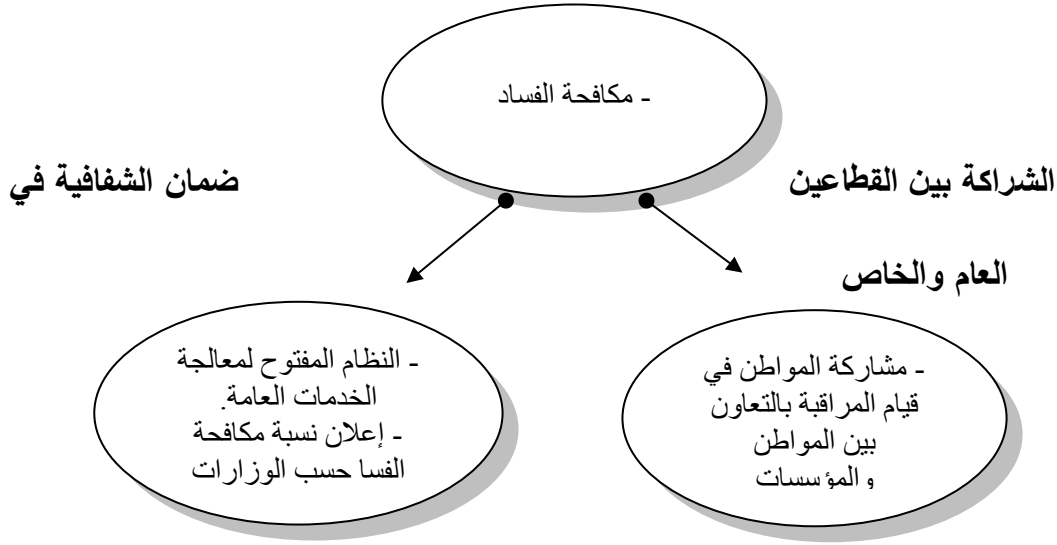 - مكافحة الفساد
الشراكة بين القطاعين
العام والخاص
ضمان الشفافية في
- مشاركة المواطن في
قيام المراقبة بالتعاون
بين المواطن
والمؤسسات
- النظام المفتوح لمعالجة
الخدمات العامة.
- إعلان نسبة مكافحة
الفسا حسب الوزارات